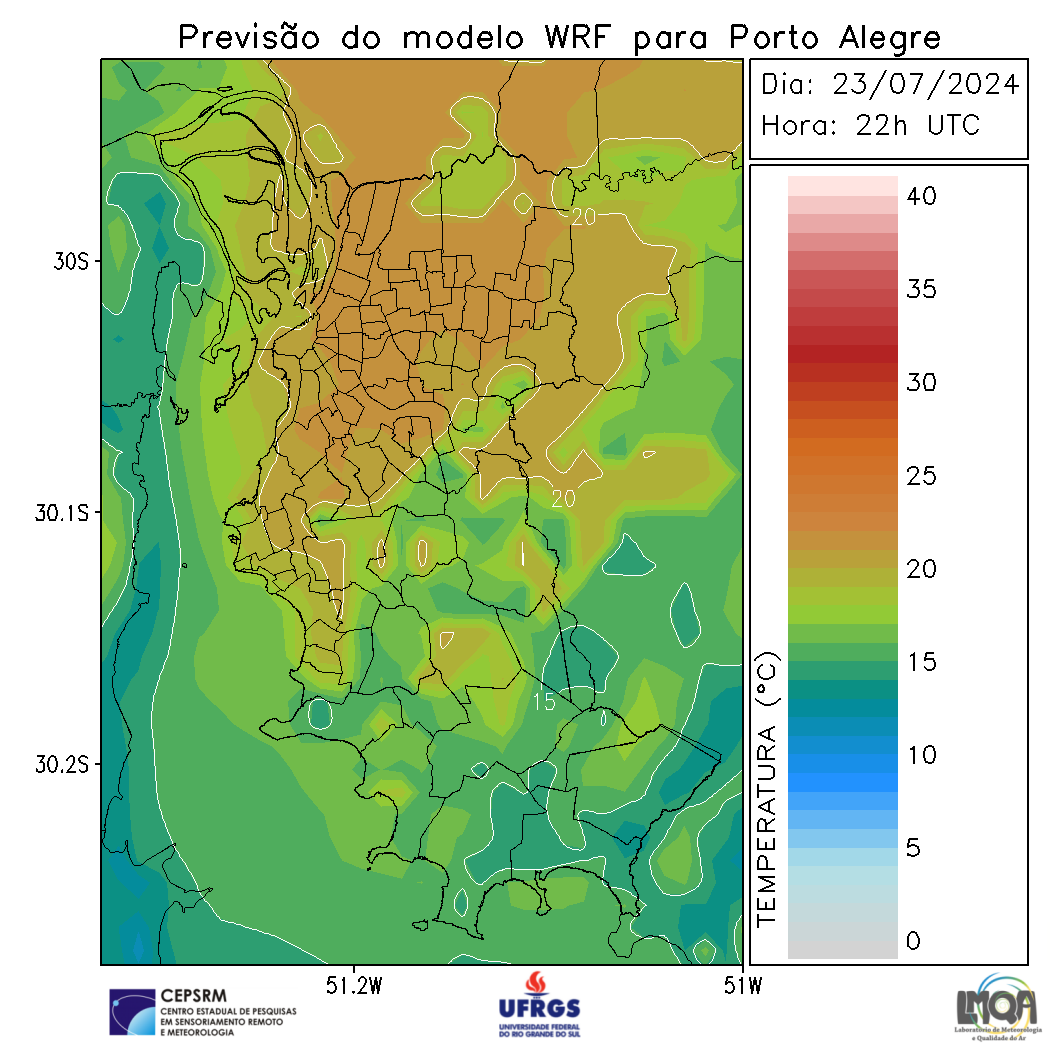 Previsão do modelo WRF para Porto Alegre
Dia: 23/07/2024
Hora: 22h UTC
30S
30.1S
30.2S
51.2W
51W
20
20
15
TEMPERATURA (°C)
40
35
30
25
20
15
10
5
0
CEPSRM
CENTRO ESTADUAL DE PESQUISAS
EM SENSORIAMENTO REMOTO
E METEOROLOGIA
UFRGS
UNIVERSIDADE FEDERAL
DO RIO GRANDE DO SUL
LMQA
Laboratório de Meteorologia
e Qualidade do Ar